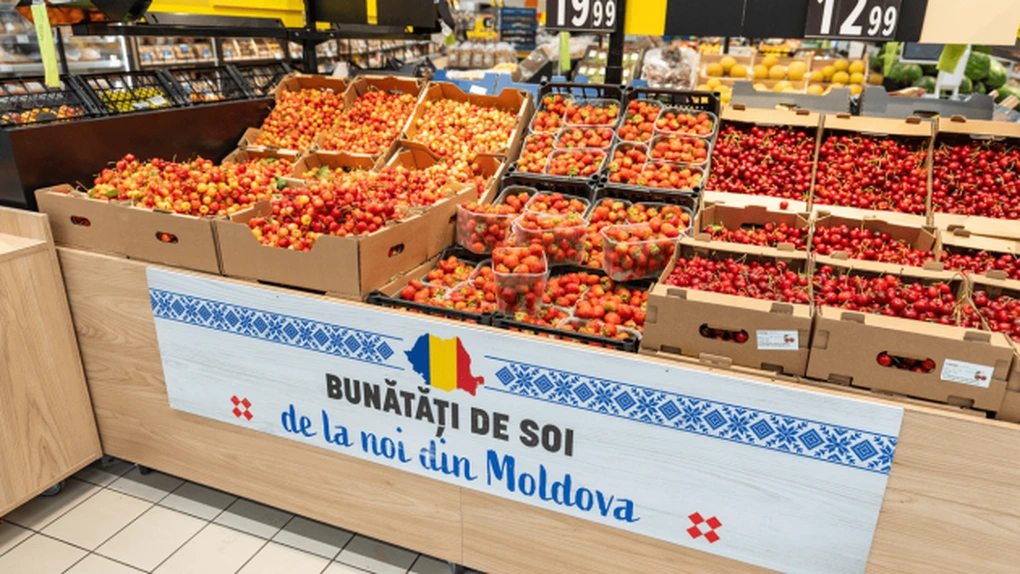 19 99
12 99
BUNĂTĂȚI DE SOI
de la noi din Moldova